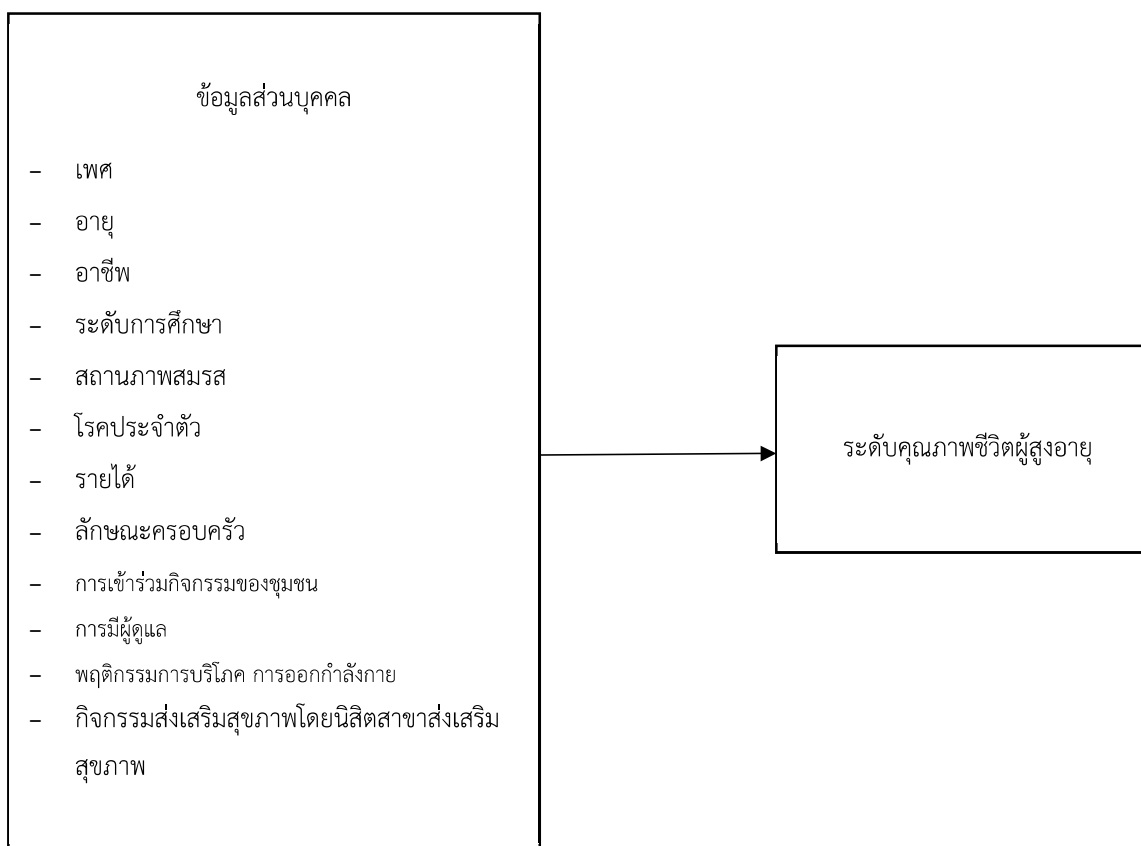 ข้อมูลส่วนบุคคล
– เพศ
– อายุ
– อาชีพ
– ระดับการศึกษา
– สถานภาพสมรส
– โรคประจำตัว
– รายได้
– ลักษณะครอบครัว
– การเข้าร่วมกิจกรรมของชุมชน
– การมีผู้ดูแล
– พฤติกรรมการบริโภค การออกกำลังกาย
– กิจกรรมส่งเสริมสุขภาพโดยนิสิตสาขาส่งเสริม
สุขภาพ
ระดับคุณภาพชีวิตผู้สูงอายุ